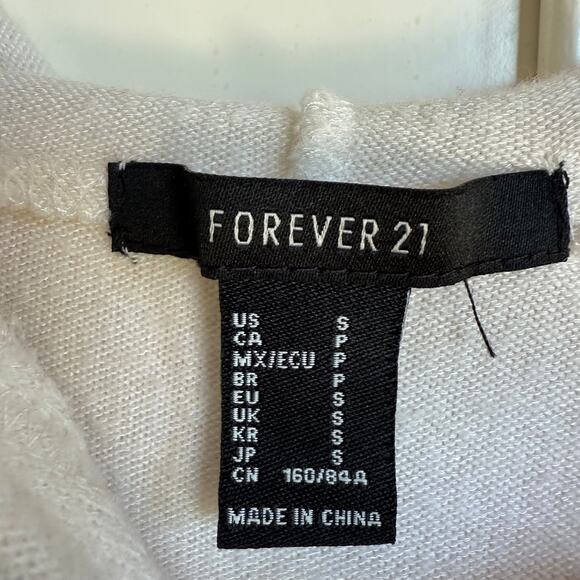 FOREVER 21
US S
CA P
MX/ECU P
BR P
EU S
UK S
KR S
JP S
CN 160/84A
MADE IN CHINA